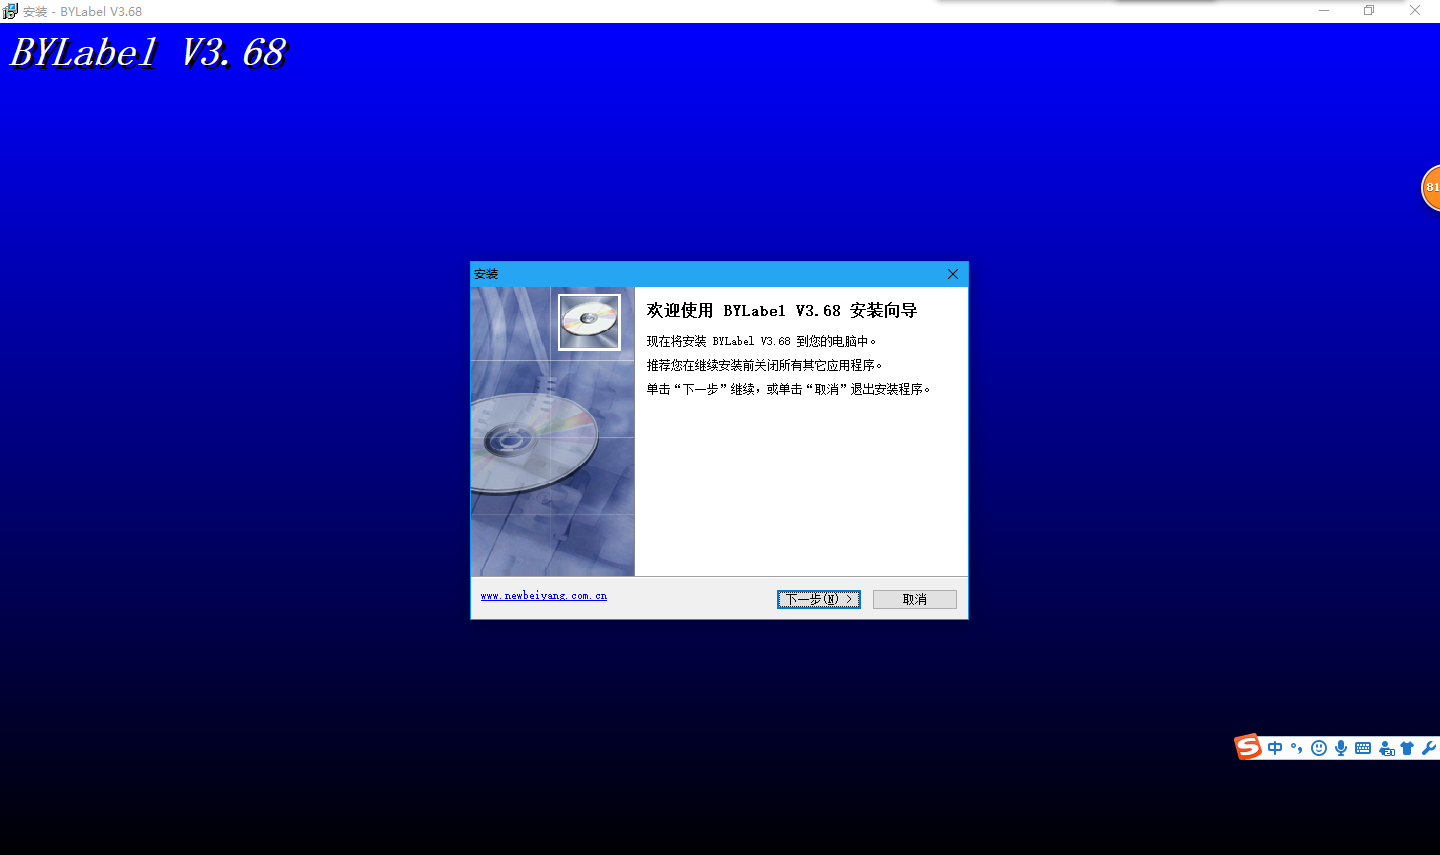 安装 - BYLabel V3.68
BYLabel V3.68
81
安装
欢迎使用 BYLabel V3.68 安装向导
现在将安装 BYLabel V3.68 到您的电脑中。
推荐您在继续安装前关闭所有其它应用程序。
单击“下一步”继续，或单击“取消”退出安装程序。
www.newbeiyang.com.cn
下一步(N) >
取消
S 中 °,